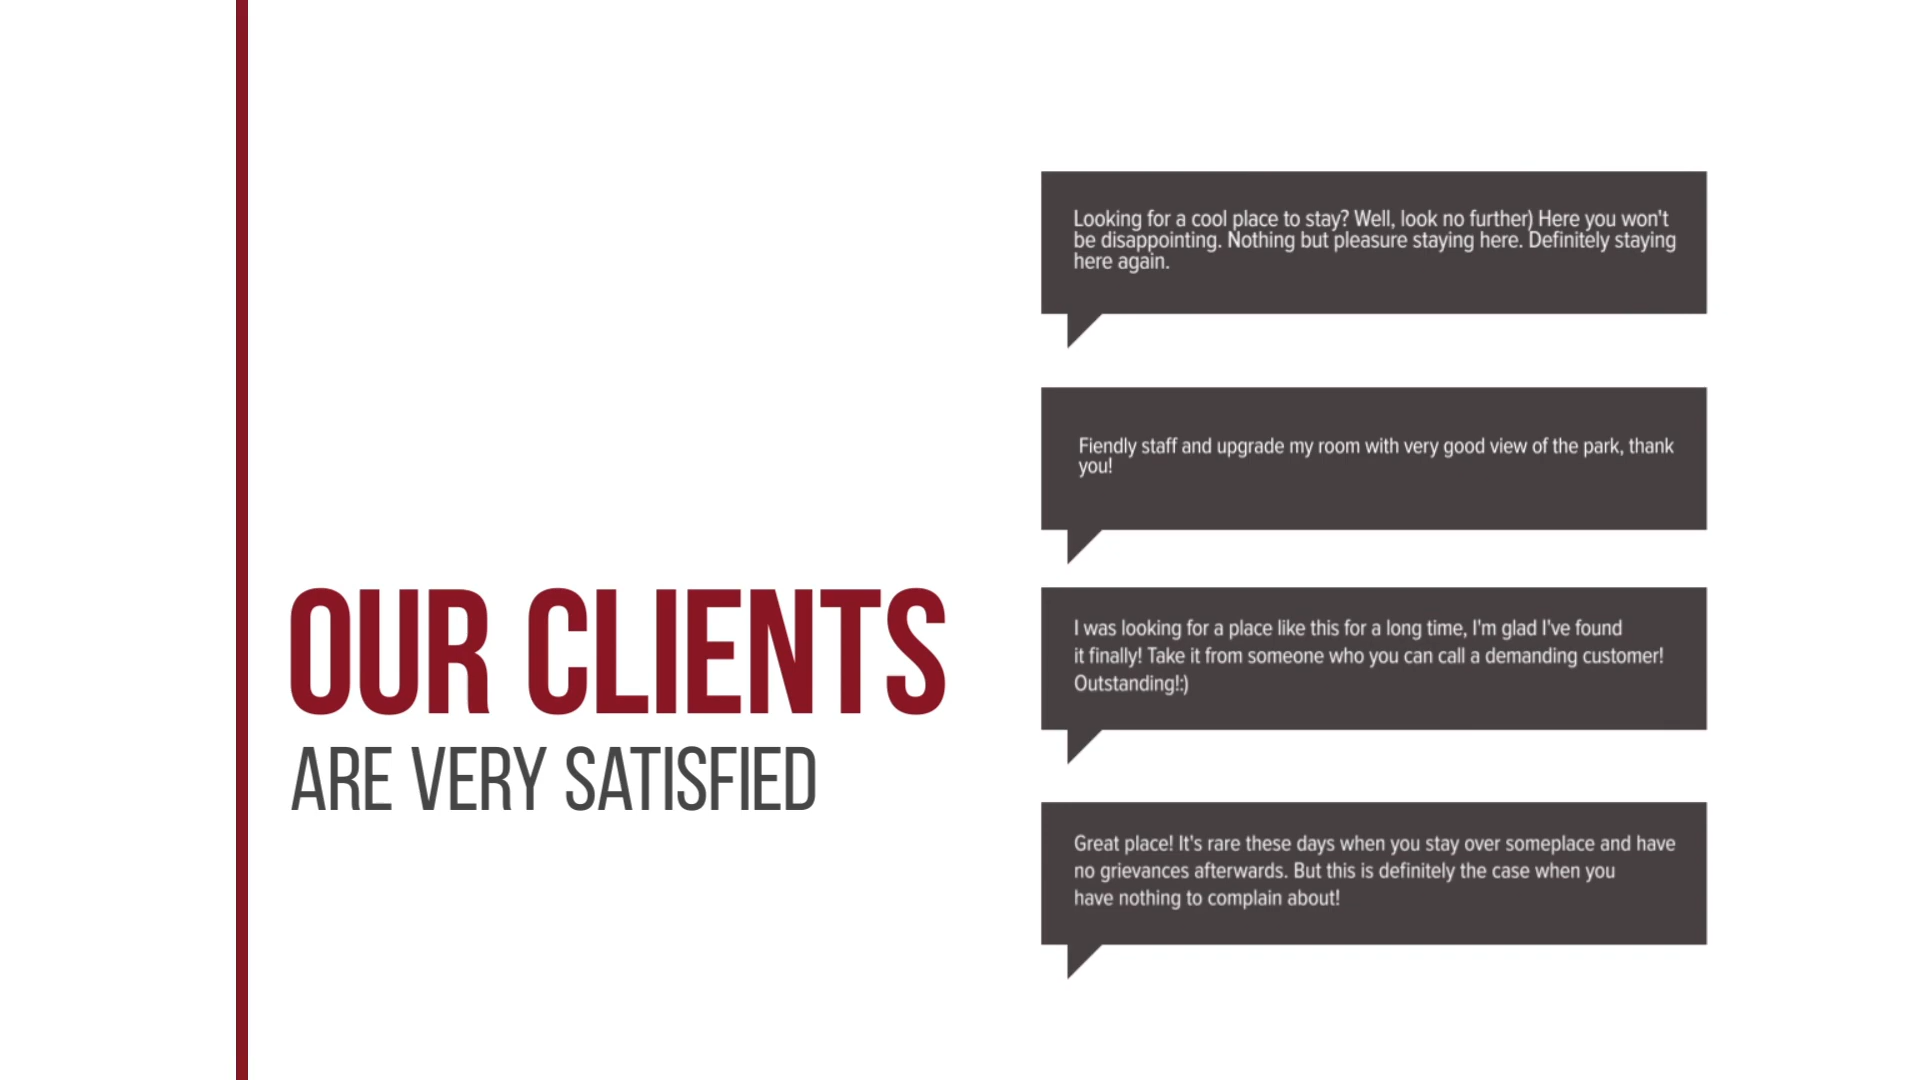 OUR CLIENTS
ARE VERY SATISFIED
Looking for a cool place to stay? Well, look no further) Here you won't
be disappointing. Nothing but pleasure staying here. Definitely staying
here again.
Fiendly staff and upgrade my room with very good view of the park, thank
you!
I was looking for a place like this for a long time, I'm glad I've found
it finally! Take it from someone who you can call a demanding customer!
Outstanding!:)
Great place! It's rare these days when you stay over someplace and have
no grievances afterwards. But this is definitely the case when you
have nothing to complain about!